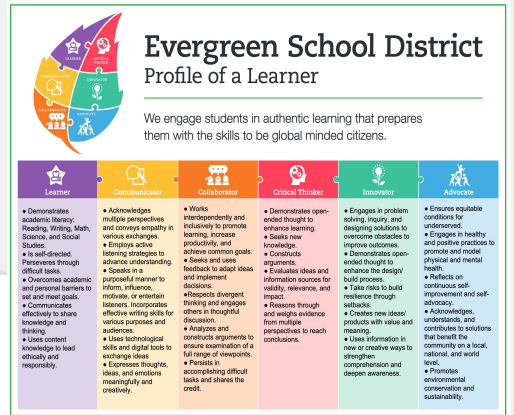 LEARNER
CRITICAL THINKER
COMMUNICATOR
INNOVATOR
COLLABORATOR
ADVOCATE
Evergreen School District
Profile of a Learner
We engage students in authentic learning that prepares
them with the skills to be global minded citizens.
Learner
● Demonstrates
academic literacy:
Reading, Writing, Math,
Science, and Social
Studies.
● Is self-directed.
Perseveres through
difficult tasks.
● Overcomes academic
and personal barriers to
set and meet goals.
● Communicates
effectively to share
knowledge and
thinking.
● Uses content
knowledge to lead
ethically and
responsibly.
Communicator
● Acknowledges
multiple perspectives
and conveys empathy in
various exchanges.
● Employs active
listening strategies to
advance understanding.
● Speaks in a
purposeful manner to
inform, influence,
motivate, or entertain
listeners. Incorporates
effective writing skills for
various purposes and
audiences.
● Uses technological
skills and digital tools to
exchange ideas
● Expresses thoughts,
ideas, and emotions
meaningfully and
creatively.
Collaborator
● Works
interdependently and
inclusively to promote
learning, increase
productivity, and
achieve common goals.
● Seeks and uses
feedback to adapt ideas
and implement
decisions.
●Respects divergent
thinking and engages
others in thoughtful
discussion.
● Analyzes and
constructs arguments to
ensure examination of a
full range of viewpoints.
● Persists in
accomplishing difficult
tasks and shares the
credit.
Critical Thinker
● Demonstrates open-
ended thought to
enhance learning.
● Seeks new
knowledge.
● Constructs
arguments.
● Evaluates ideas and
information sources for
validity, relevance, and
impact.
● Reasons through
and weighs evidence
from multiple
perspectives to reach
conclusions.
Innovator
● Engages in problem
solving, inquiry, and
designing solutions to
overcome obstacles to
improve outcomes.
● Demonstrates open-
ended thought to
enhance the design/
build process.
● Take risks to build
resilience through
setbacks.
● Creates new ideas/
products with value and
meaning.
● Uses information in
new or creative ways to
strengthen
comprehension and
deepen awareness.
Advocate
● Ensures equitable
conditions for
underserved.
● Engages in healthy
and positive practices to
promote and model
physical and mental
health.
● Reflects on
continuous self-
improvement and self-
advocacy.
● Acknowledges,
understands, and
contributes to solutions
that benefit the
community on a local,
national, and world
level.
● Promotes
environmental
conservation and
sustainability.